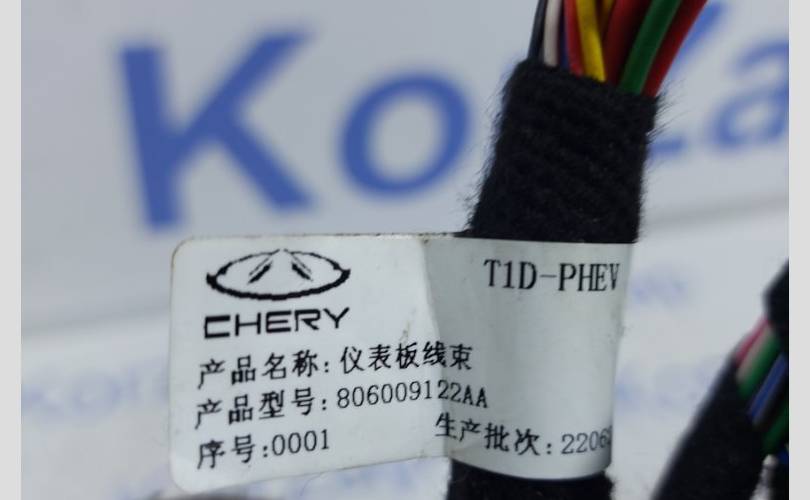 CHERY
T1D-PHEV
产品名称:仪表板线束
产品型号:806009122AA
序号:0001
生产批次:2206